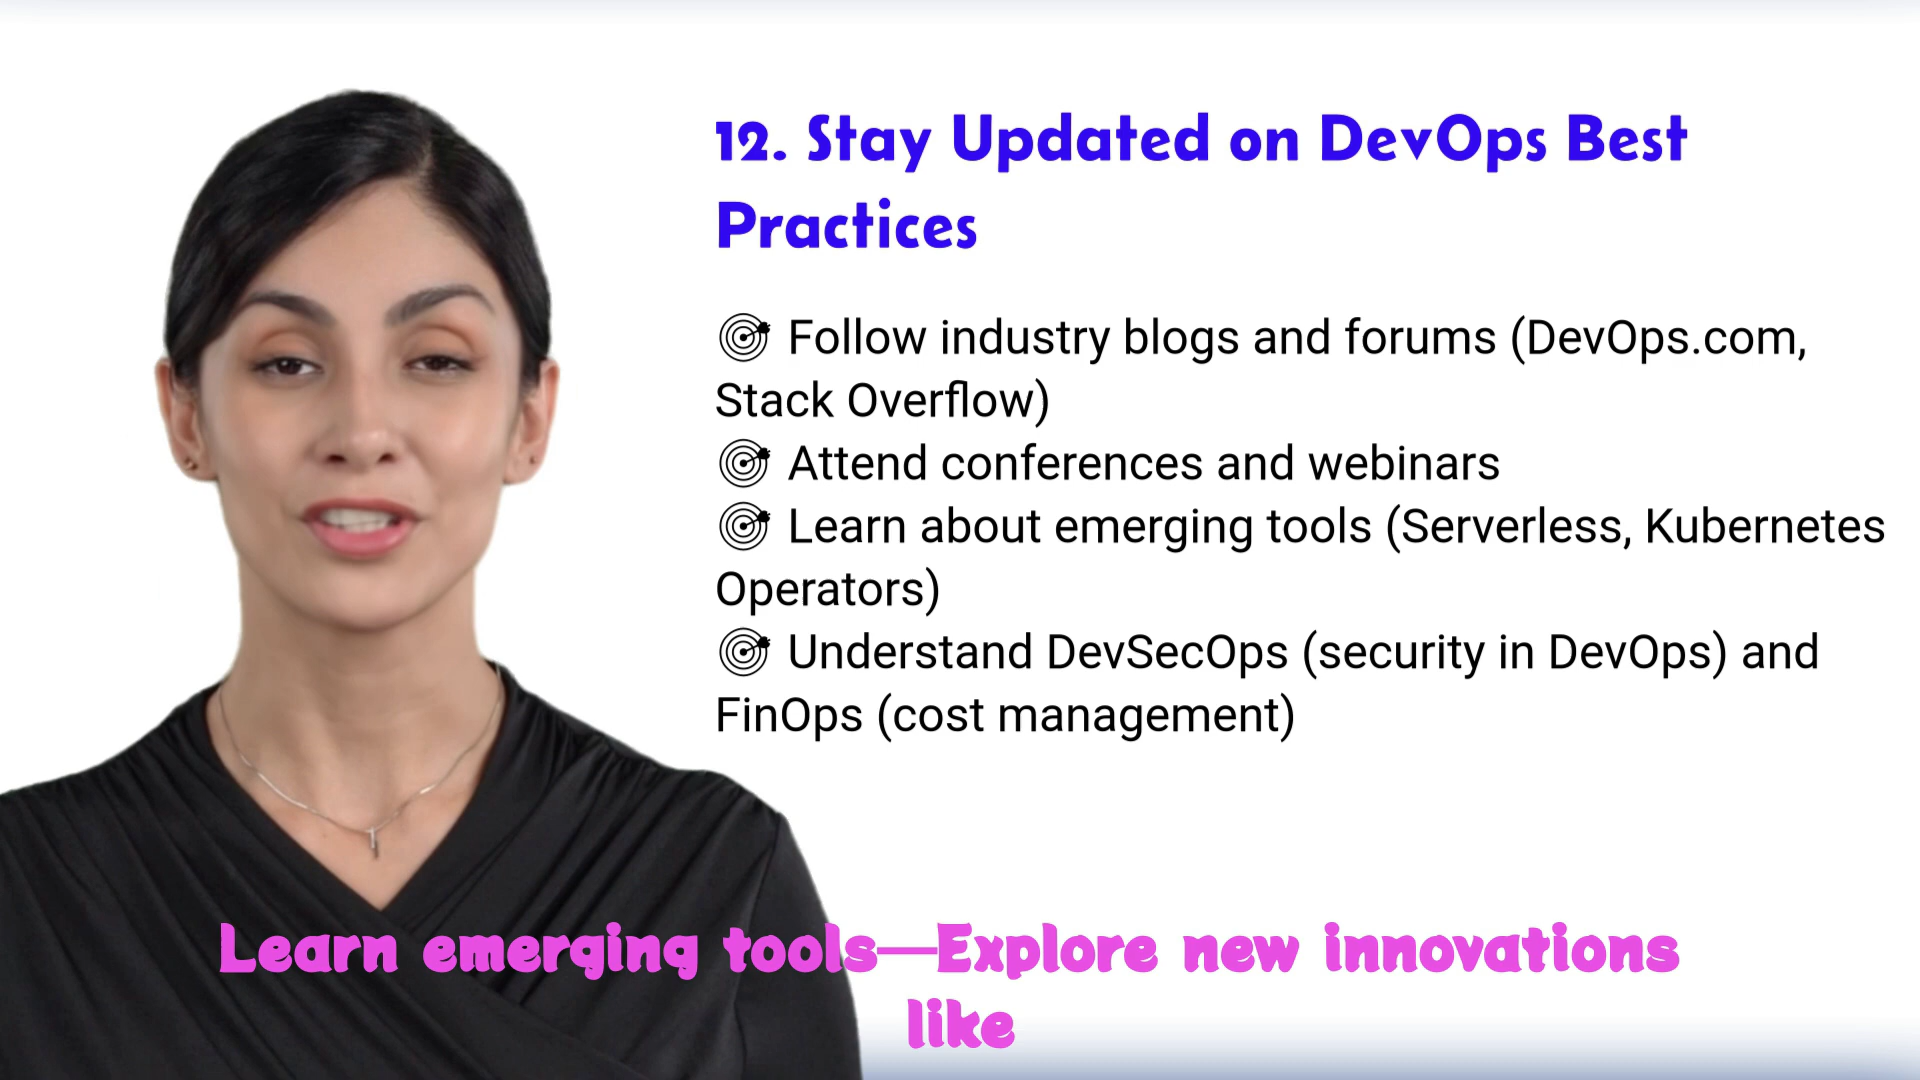 12. Stay Updated on DevOps Best
Practices
🎯 Follow industry blogs and forums (DevOps.com,
Stack Overflow)
🎯 Attend conferences and webinars
🎯 Learn about emerging tools (Serverless, Kubernetes
Operators)
🎯 Understand DevSecOps (security in DevOps) and
FinOps (cost management)
Learn emerging tools—Explore new innovations
like